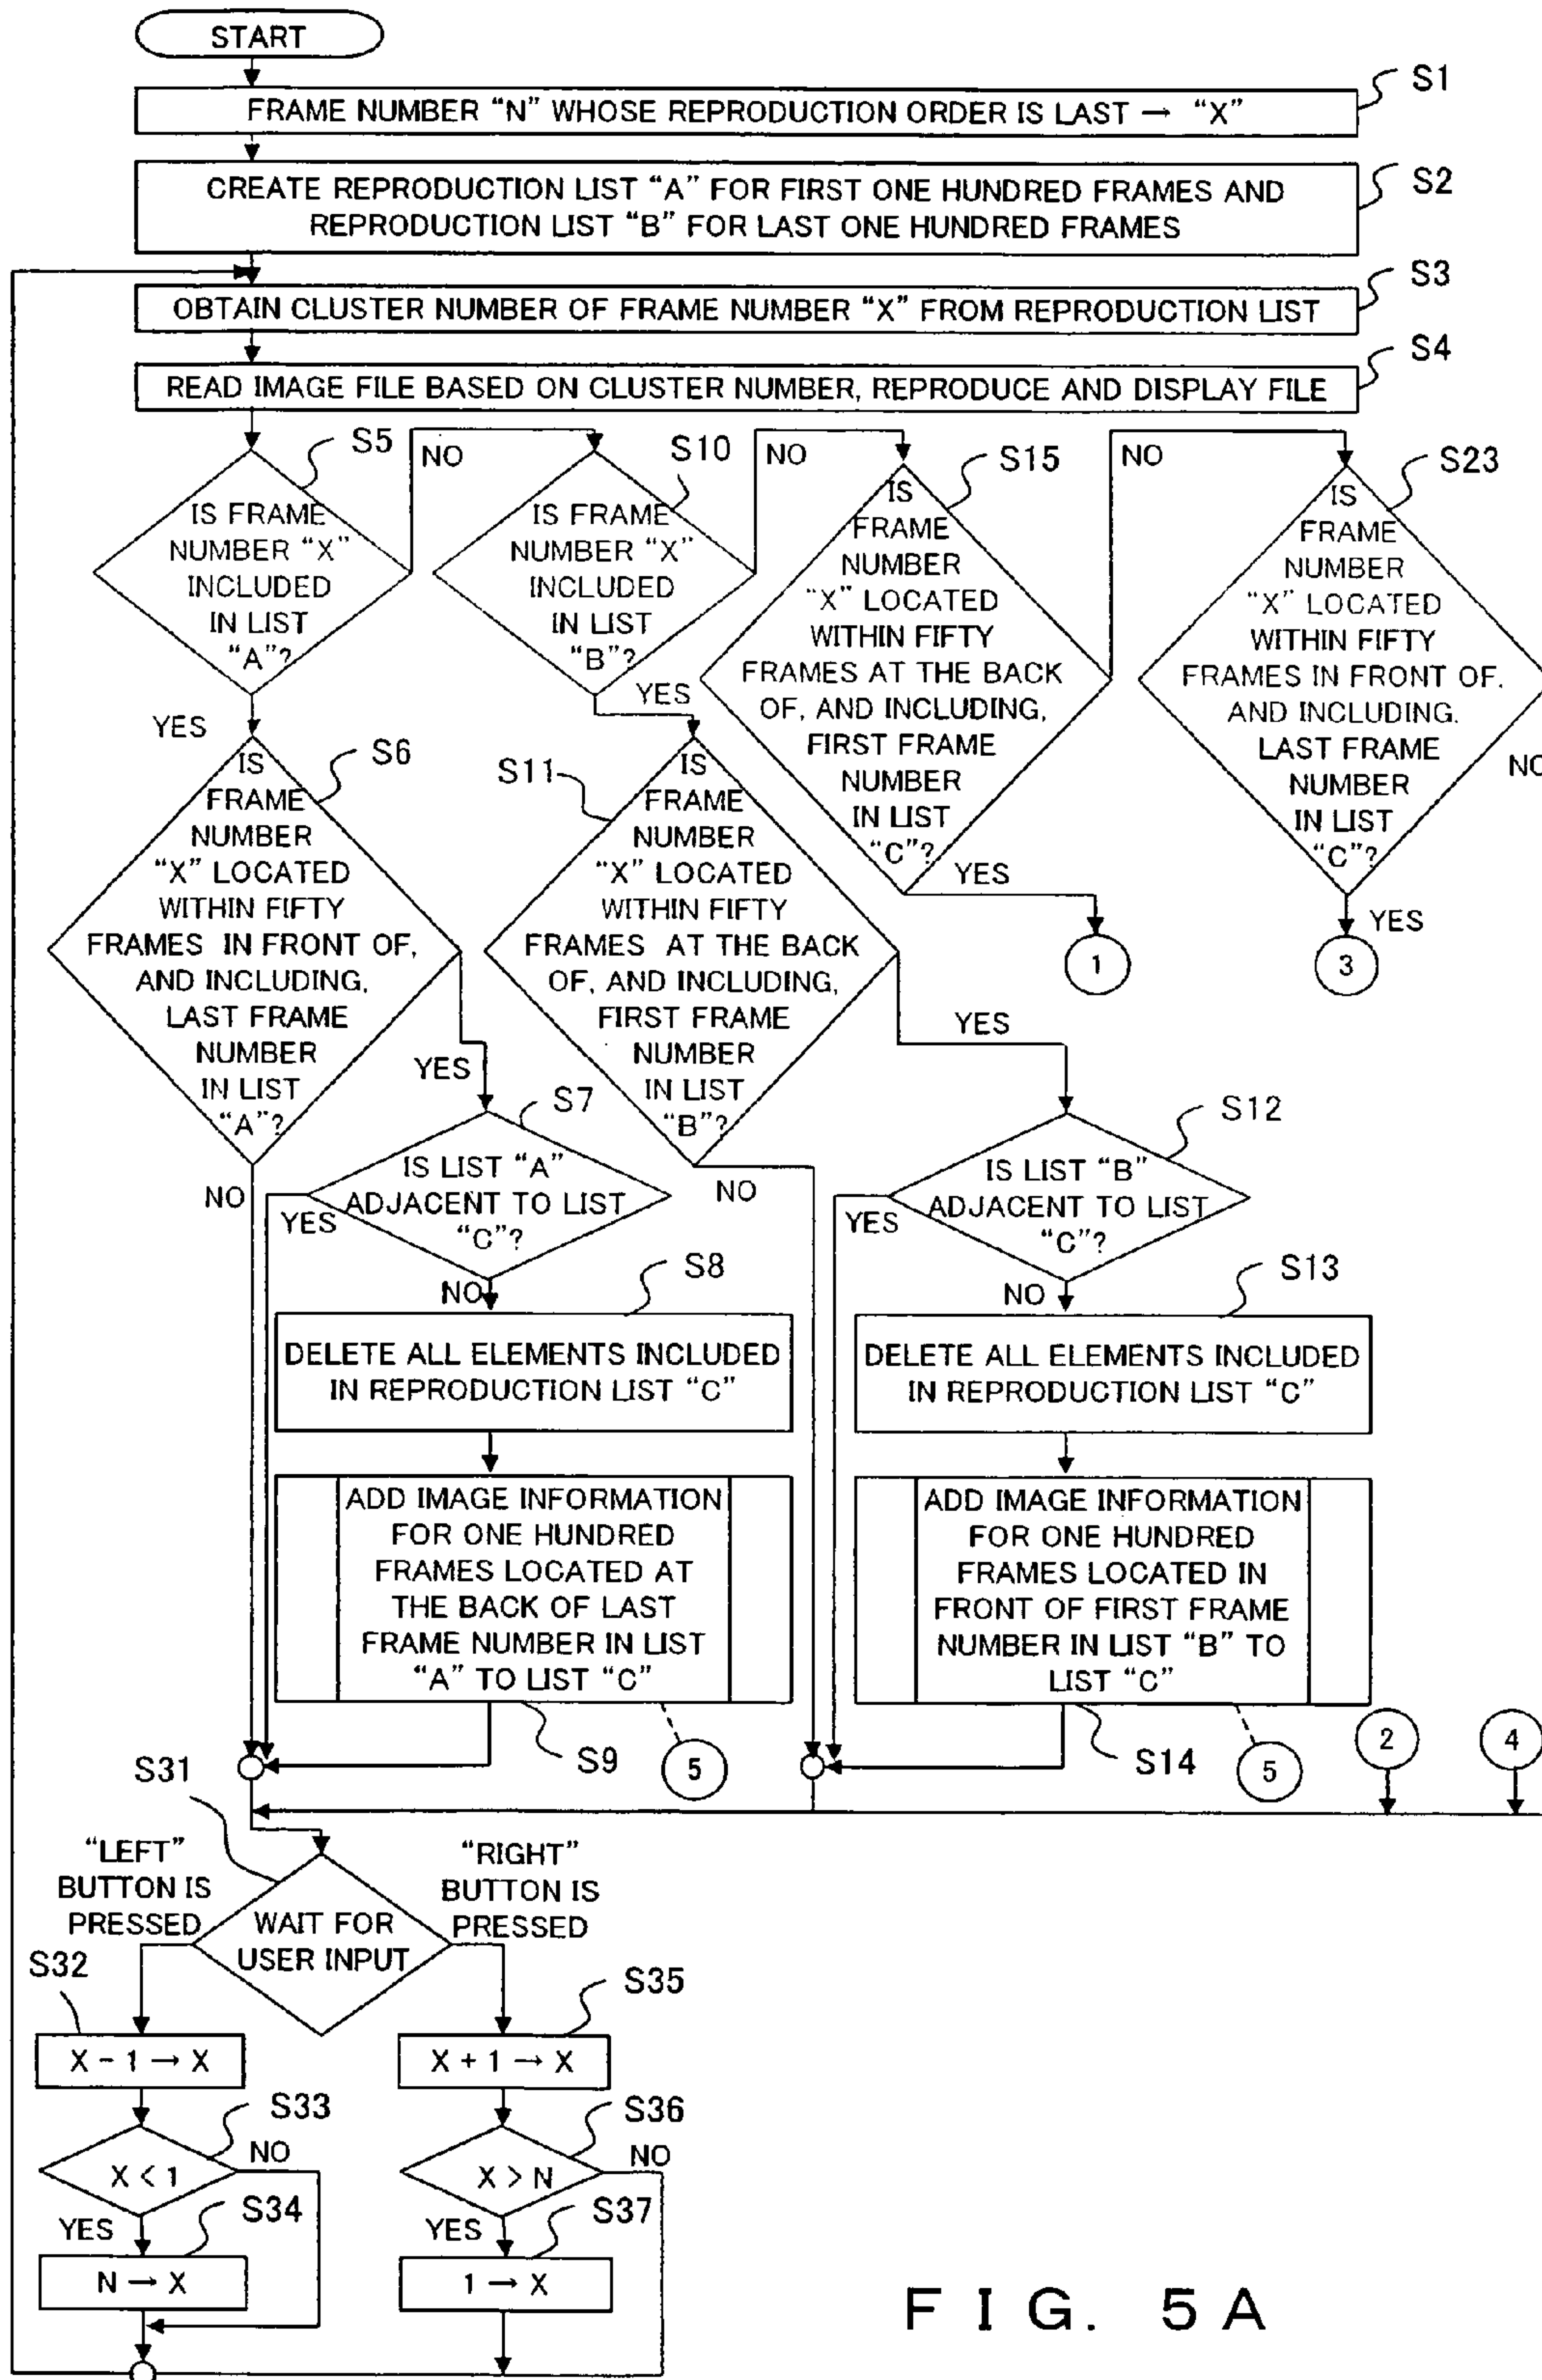 START
S1
FRAME NUMBER “N” WHOSE REPRODUCTION ORDER IS LAST → “X”
S2
CREATE REPRODUCTION LIST “A” FOR FIRST ONE HUNDRED FRAMES AND
REPRODUCTION LIST “B” FOR LAST ONE HUNDRED FRAMES
S3
OBTAIN CLUSTER NUMBER OF FRAME NUMBER “X” FROM REPRODUCTION LIST
S4
READ IMAGE FILE BASED ON CLUSTER NUMBER, REPRODUCE AND DISPLAY FILE
S5
NO
IS FRAME
NUMBER “X”
INCLUDED
IN LIST
“A”?
YES
S10
NO
IS FRAME
NUMBER “X”
INCLUDED
IN LIST
“B”?
YES
S15
NO
IS
FRAME
NUMBER
“X” LOCATED
WITHIN FIFTY
FRAMES AT THE BACK
OF, AND INCLUDING,
FIRST FRAME
NUMBER
IN LIST
“C”?
YES
1
S23
IS
FRAME
NUMBER
“X” LOCATED
WITHIN FIFTY
FRAMES IN FRONT OF,
AND INCLUDING,
LAST FRAME
NUMBER
IN LIST
“C”?
NO
YES
3
S6
IS
FRAME
NUMBER
“X” LOCATED
WITHIN FIFTY
FRAMES IN FRONT OF,
AND INCLUDING,
LAST FRAME
NUMBER
IN LIST
“A”?
YES
NO
S11
IS
FRAME
NUMBER
“X” LOCATED
WITHIN FIFTY
FRAMES AT THE BACK
OF, AND INCLUDING,
FIRST FRAME
NUMBER
IN LIST
“B”?
YES
NO
S7
IS LIST “A”
ADJACENT TO LIST
“C”?
YES
NO
S12
IS LIST “B”
ADJACENT TO LIST
“C”?
YES
NO
S8
DELETE ALL ELEMENTS INCLUDED
IN REPRODUCTION LIST “C”
S13
DELETE ALL ELEMENTS INCLUDED
IN REPRODUCTION LIST “C”
ADD IMAGE INFORMATION
FOR ONE HUNDRED
FRAMES LOCATED AT
THE BACK OF LAST
FRAME NUMBER IN LIST
“A” TO LIST “C”
S9
5
ADD IMAGE INFORMATION
FOR ONE HUNDRED
FRAMES LOCATED IN
FRONT OF FIRST FRAME
NUMBER IN LIST “B” TO
LIST “C”
S14
5
2
4
S31
“LEFT”
BUTTON IS
PRESSED
WAIT FOR
USER INPUT
“RIGHT”
BUTTON IS
PRESSED
S32
X − 1 → X
S35
X + 1 → X
S33
X < 1
NO
YES
S36
X > N
NO
YES
S34
N → X
S37
1 → X
FIG. 5A